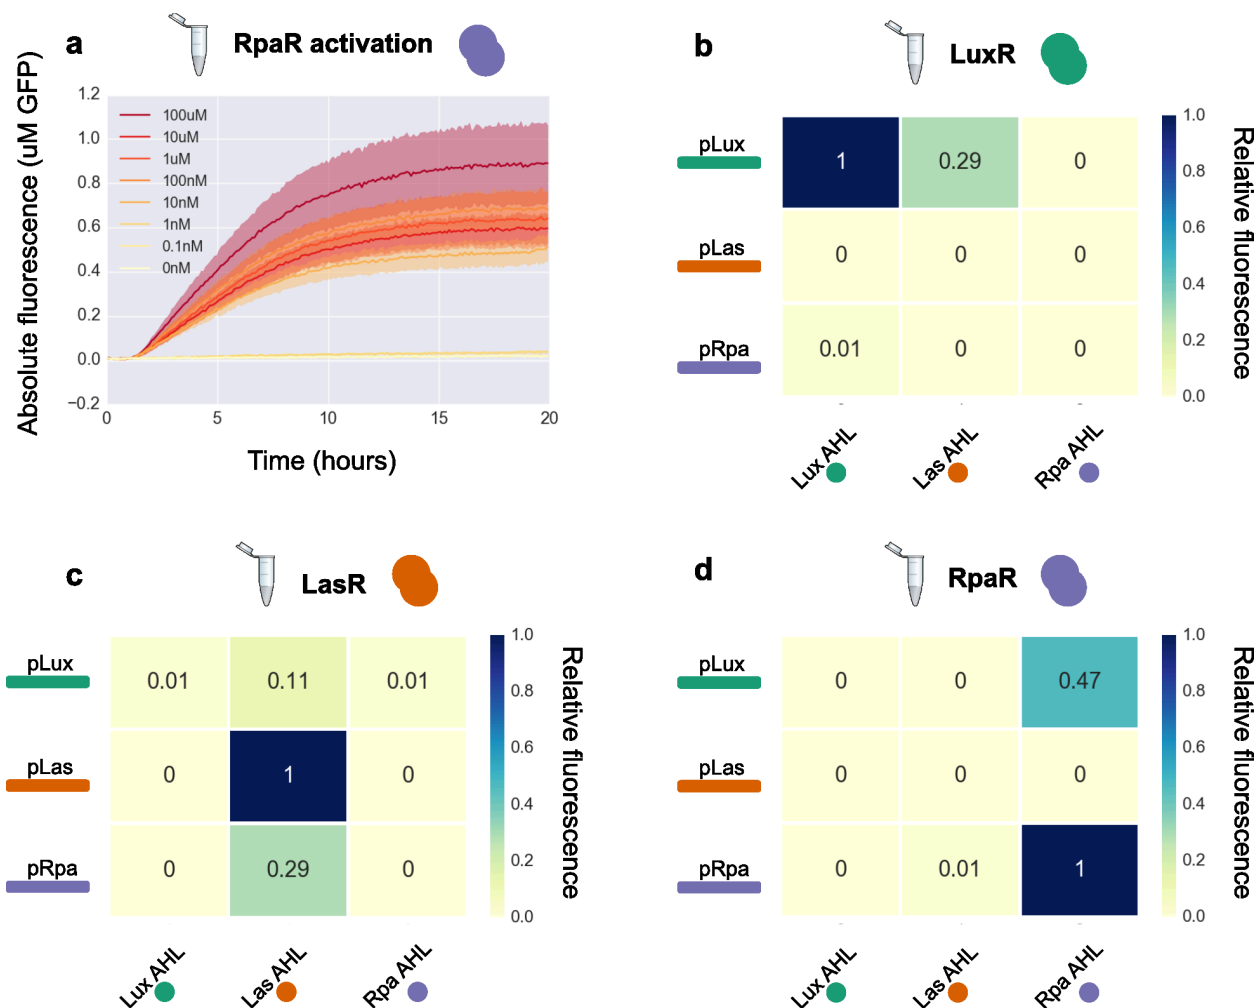 a
RpaR activation
Absolute fluorescence (uM GFP)
1.2
1.0
0.8
0.6
0.4
0.2
0.0
−0.2
100uM
10uM
1uM
100nM
10nM
1nM
0.1nM
0nM
0
5
10
15
20
Time (hours)
b
LuxR
pLux
1
0.29
0
pLas
0
0
0
pRpa
0.01
0
0
Lux AHL
Las AHL
Rpa AHL
1.0
0.8
0.6
0.4
0.2
0.0
Relative fluorescence
c
LasR
pLux
0.01
0.11
0.01
pLas
0
1
0
pRpa
0
0.29
0
Lux AHL
Las AHL
Rpa AHL
1.0
0.8
0.6
0.4
0.2
0.0
Relative fluorescence
d
RpaR
pLux
0
0
0.47
pLas
0
0
0
pRpa
0
0.01
1
Lux AHL
Las AHL
Rpa AHL
1.0
0.8
0.6
0.4
0.2
0.0
Relative fluorescence